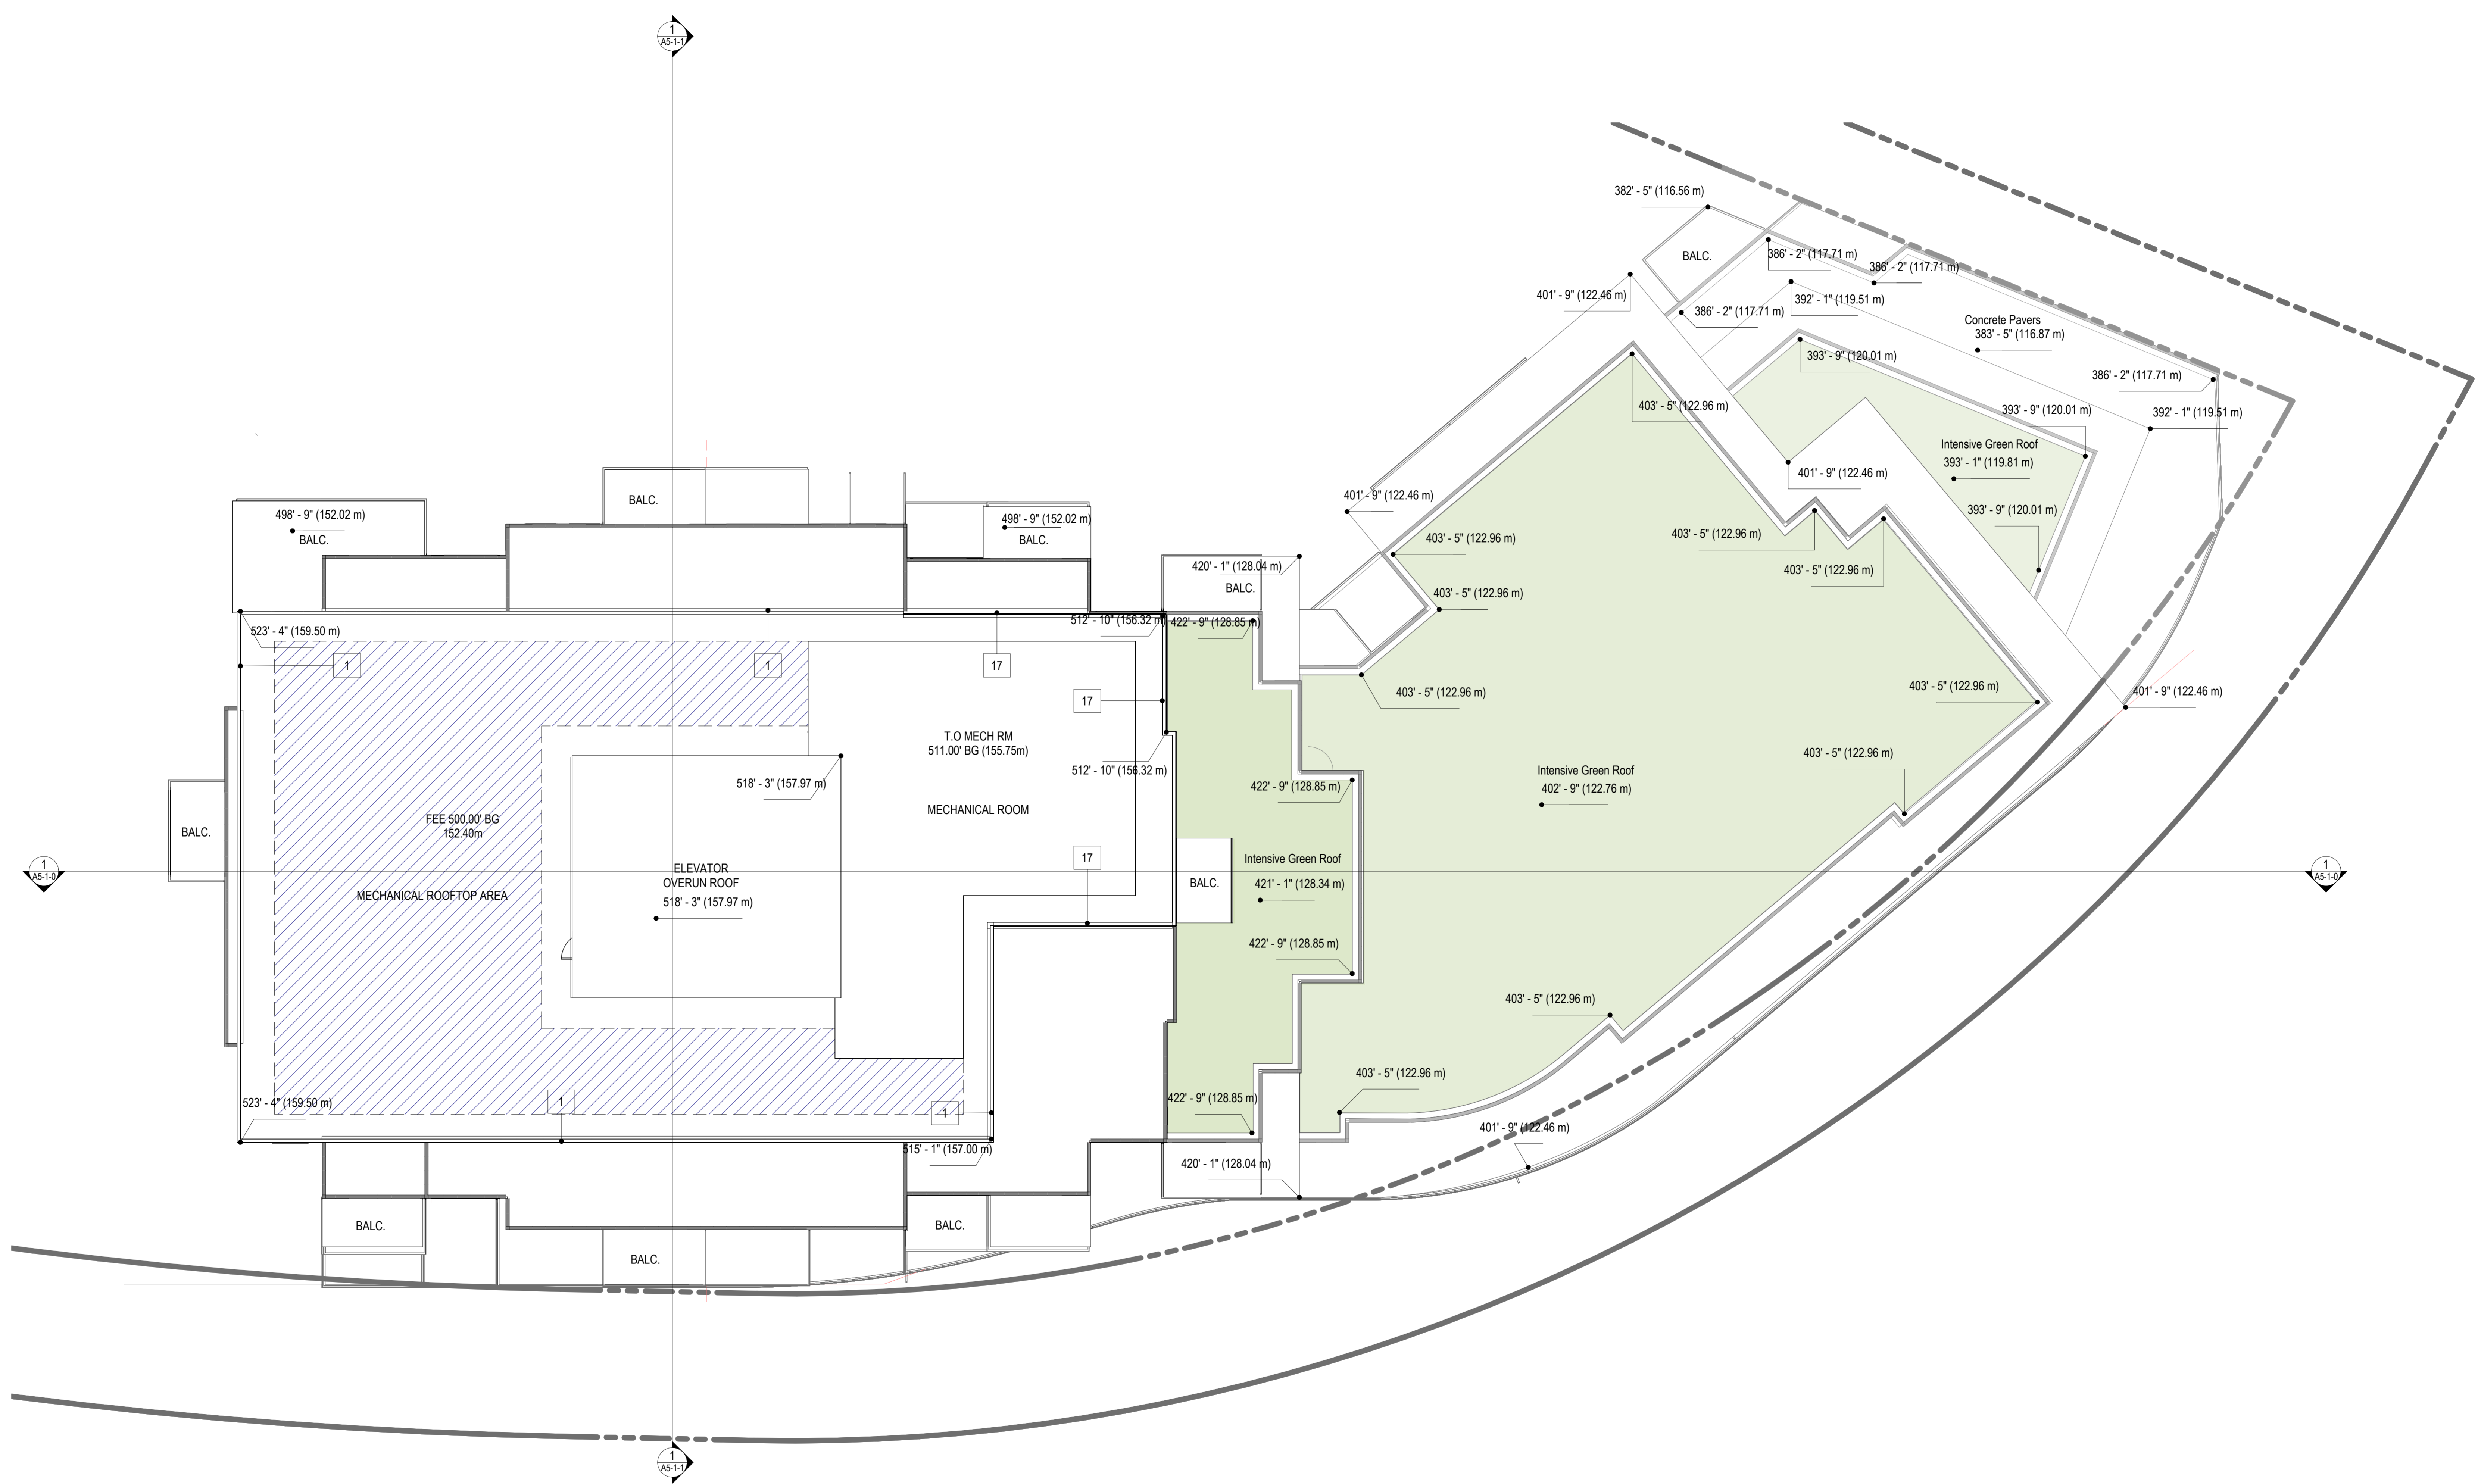 1
A5-1-1
382' - 5" (116.56 m)
BALC.
386' - 2" (117.71 m)
386' - 2" (117.71 m)
401' - 9" (122.46 m)
392' - 1" (119.51 m)
386' - 2" (117.71 m)
Concrete Pavers
383' - 5" (116.87 m)
393' - 9" (120.01 m)
386' - 2" (117.71 m)
403' - 5" (122.96 m)
393' - 9" (120.01 m)
392' - 1" (119.51 m)
Intensive Green Roof
393' - 1" (119.81 m)
401' - 9" (122.46 m)
401' - 9" (122.46 m)
393' - 9" (120.01 m)
BALC.
498' - 9" (152.02 m)
BALC.
498' - 9" (152.02 m)
BALC.
403' - 5" (122.96 m)
403' - 5" (122.96 m)
403' - 5" (122.96 m)
420' - 1" (128.04 m)
BALC.
403' - 5" (122.96 m)
523' - 4" (159.50 m)
512' - 10" (156.32 m)
422' - 9" (128.85 m)
1
1
17
17
403' - 5" (122.96 m)
403' - 5" (122.96 m)
401' - 9" (122.46 m)
T.O MECH RM
511.00' BG (155.75m)
403' - 5" (122.96 m)
512' - 10" (156.32 m)
518' - 3" (157.97 m)
422' - 9" (128.85 m)
Intensive Green Roof
402' - 9" (122.76 m)
MECHANICAL ROOM
FEE 500.00' BG
152.40m
BALC.
17
Intensive Green Roof
421' - 1" (128.34 m)
BALC.
1
A5-1-0
ELEVATOR
OVERUN ROOF
518' - 3" (157.97 m)
MECHANICAL ROOFTOP AREA
1
A5-1-0
422' - 9" (128.85 m)
403' - 5" (122.96 m)
403' - 5" (122.96 m)
523' - 4" (159.50 m)
1
1
422' - 9" (128.85 m)
401' - 9" (122.46 m)
515' - 1" (157.00 m)
420' - 1" (128.04 m)
BALC.
BALC.
BALC.
1
A5-1-1